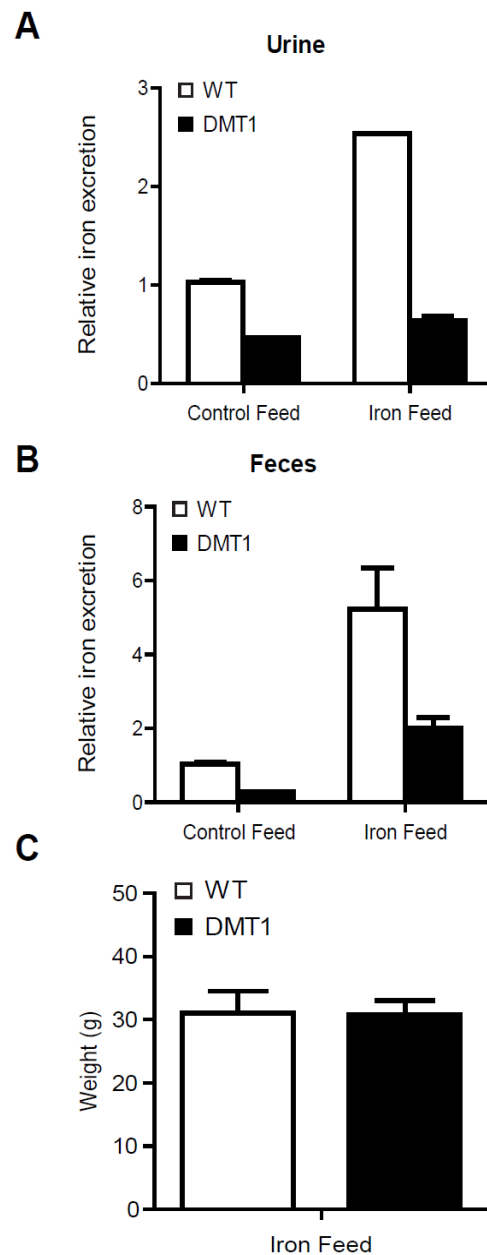 A
Urine
Relative iron excretion
3
2
1
0
WT
DMT1
Control Feed
Iron Feed
B
Feces
Relative iron excretion
8
6
4
2
0
WT
DMT1
Control Feed
Iron Feed
C
Weight (g)
50
40
30
20
10
0
WT
DMT1
Iron Feed